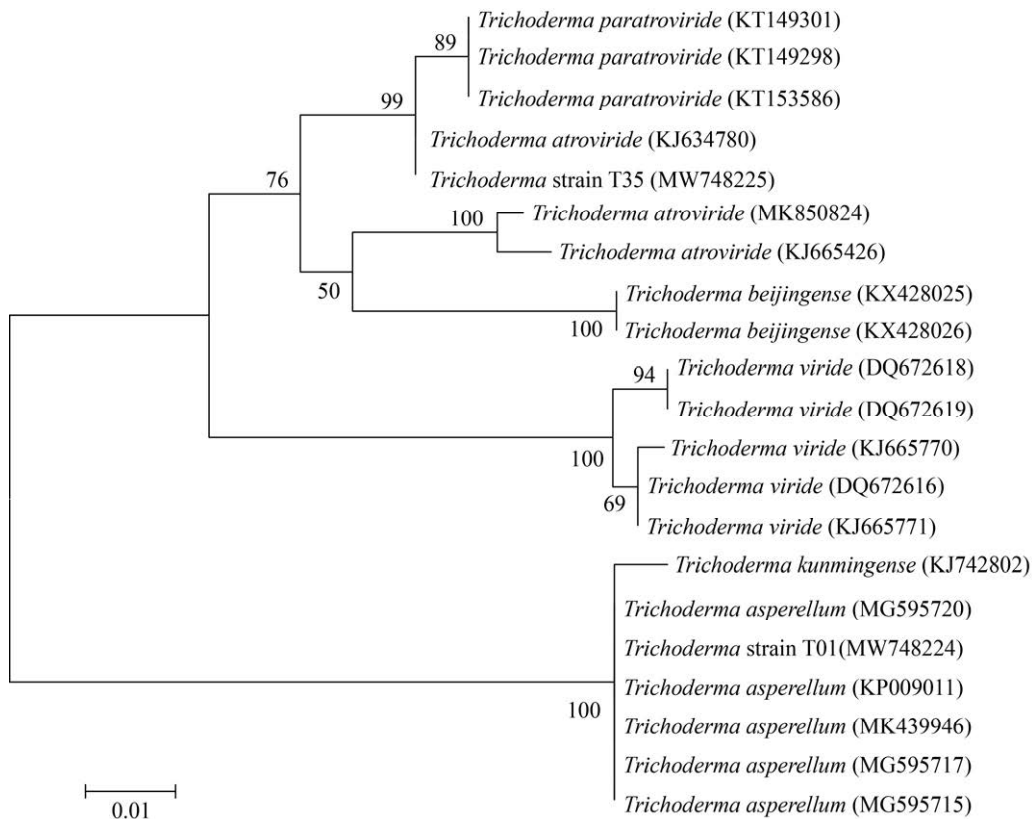 Trichoderma paratroviride (KT149301)
89
Trichoderma paratroviride (KT149298)
Trichoderma paratroviride (KT153586)
99
Trichoderma atroviride (KJ634780)
76
Trichoderma strain T35 (MW748225)
100
Trichoderma atroviride (MK850824)
Trichoderma atroviride (KJ665426)
50
Trichoderma beijingense (KX428025)
100
Trichoderma beijingense (KX428026)
94
Trichoderma viride (DQ672618)
Trichoderma viride (DQ672619)
100
Trichoderma viride (KJ665770)
69
Trichoderma viride (DQ672616)
Trichoderma viride (KJ665771)
Trichoderma kunmingense (KJ742802)
Trichoderma asperellum (MG595720)
Trichoderma strain T01(MW748224)
100
Trichoderma asperellum (KP009011)
Trichoderma asperellum (MK439946)
Trichoderma asperellum (MG595717)
Trichoderma asperellum (MG595715)
0.01